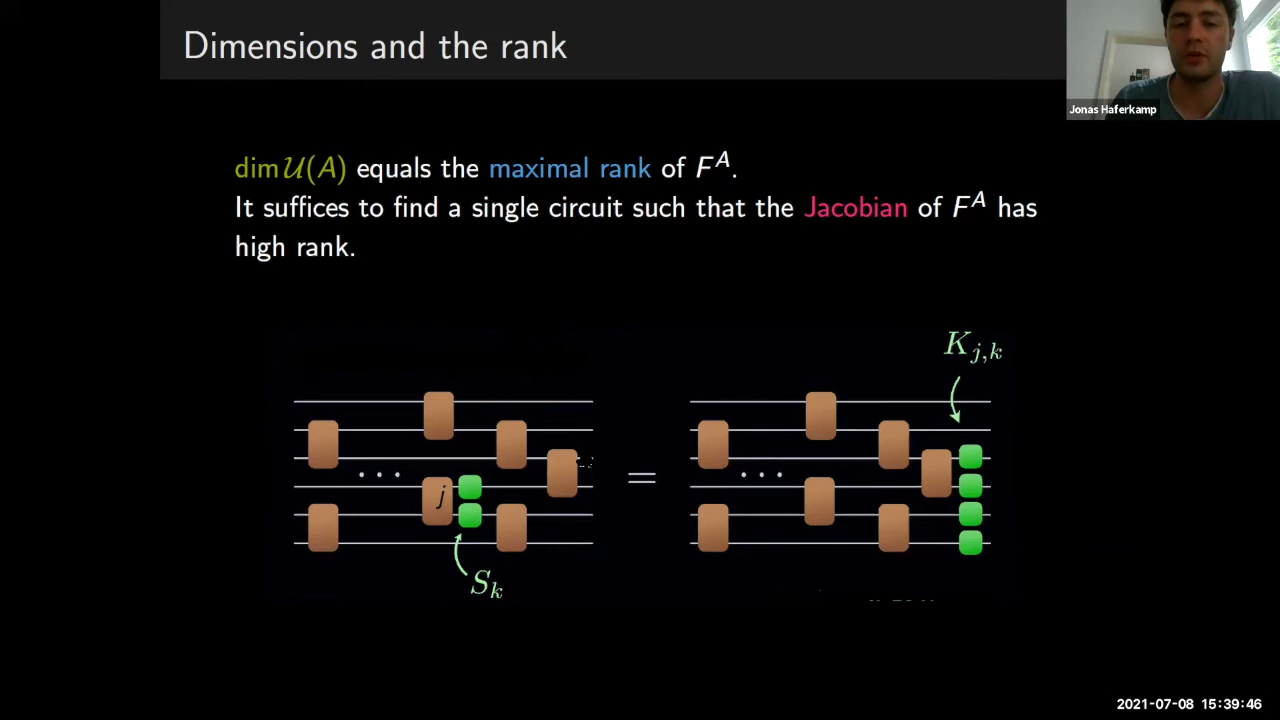 Dimensions and the rank
Jonas Haferkamp
dim 𝒰(A) equals the maximal rank of F^A.
It suffices to find a single circuit such that the Jacobian of F^A has
high rank.
K_{j,k}
...
...
=
j
S_k
2021-07-08 15:39:46